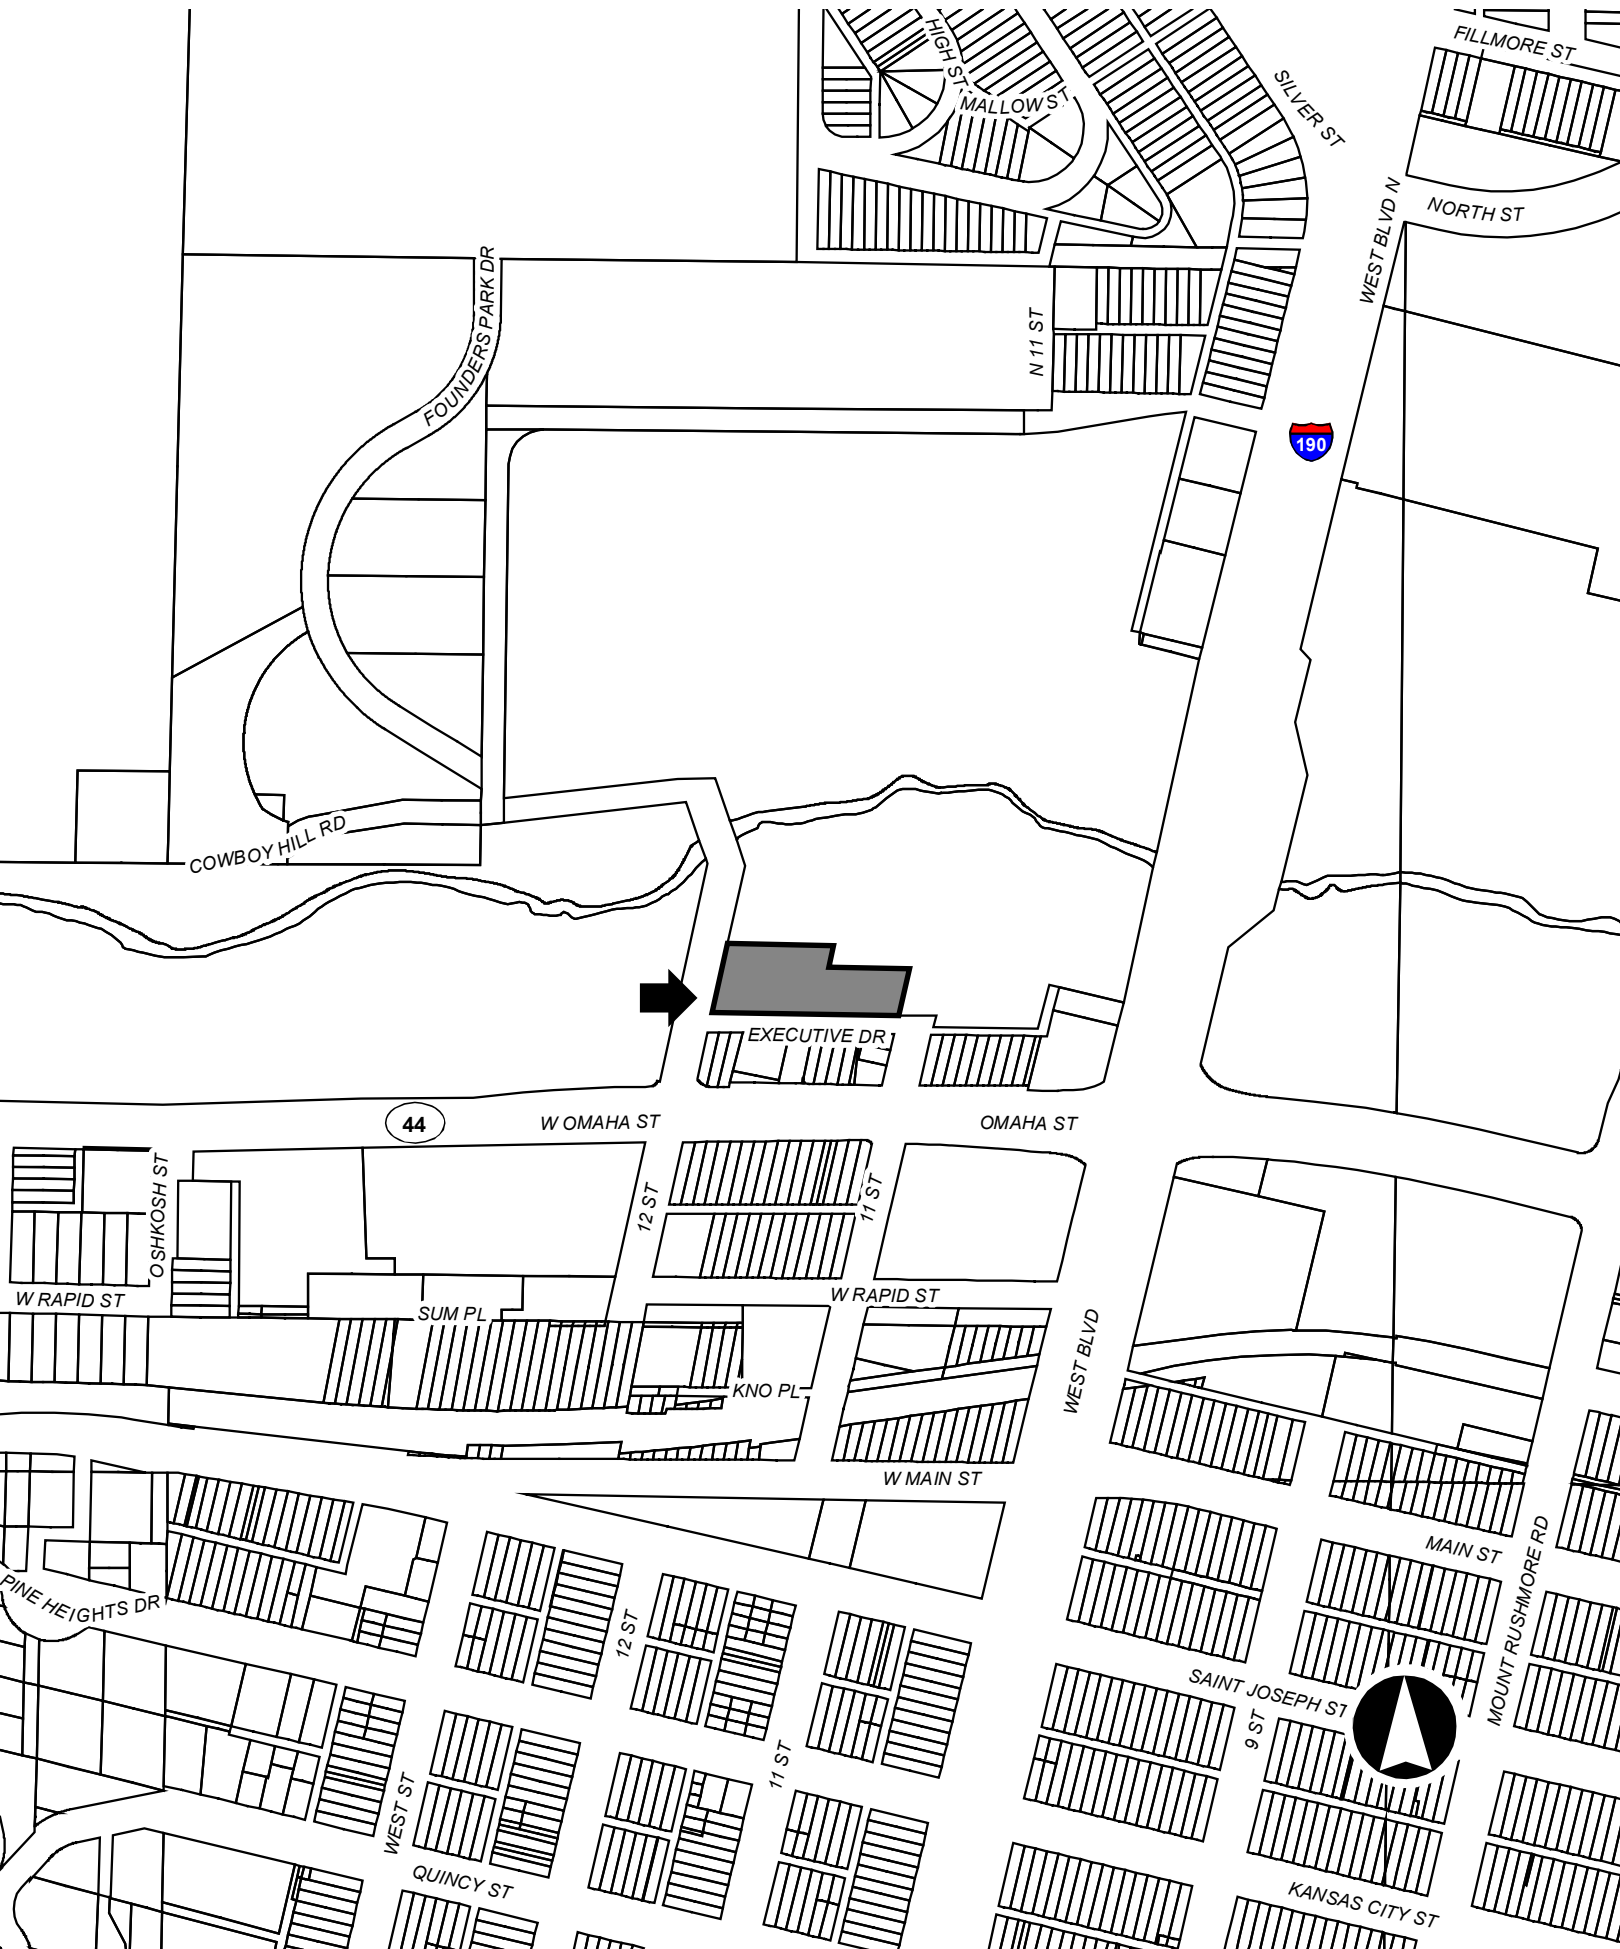 HIGH ST
FILLMORE ST
SILVER ST
MALLOW ST
WEST BLVD N
NORTH ST
FOUNDERS PARK DR
N 11 ST
190
COWBOY HILL RD
EXECUTIVE DR
44
W OMAHA ST
OMAHA ST
OSHKOSH ST
12 ST
11 ST
W RAPID ST
W RAPID ST
SUM PL
WEST BLVD
KNO PL
W MAIN ST
MAIN ST
MOUNT RUSHMORE RD
PINE HEIGHTS DR
12 ST
SAINT JOSEPH ST
9 ST
11 ST
WEST ST
QUINCY ST
KANSAS CITY ST